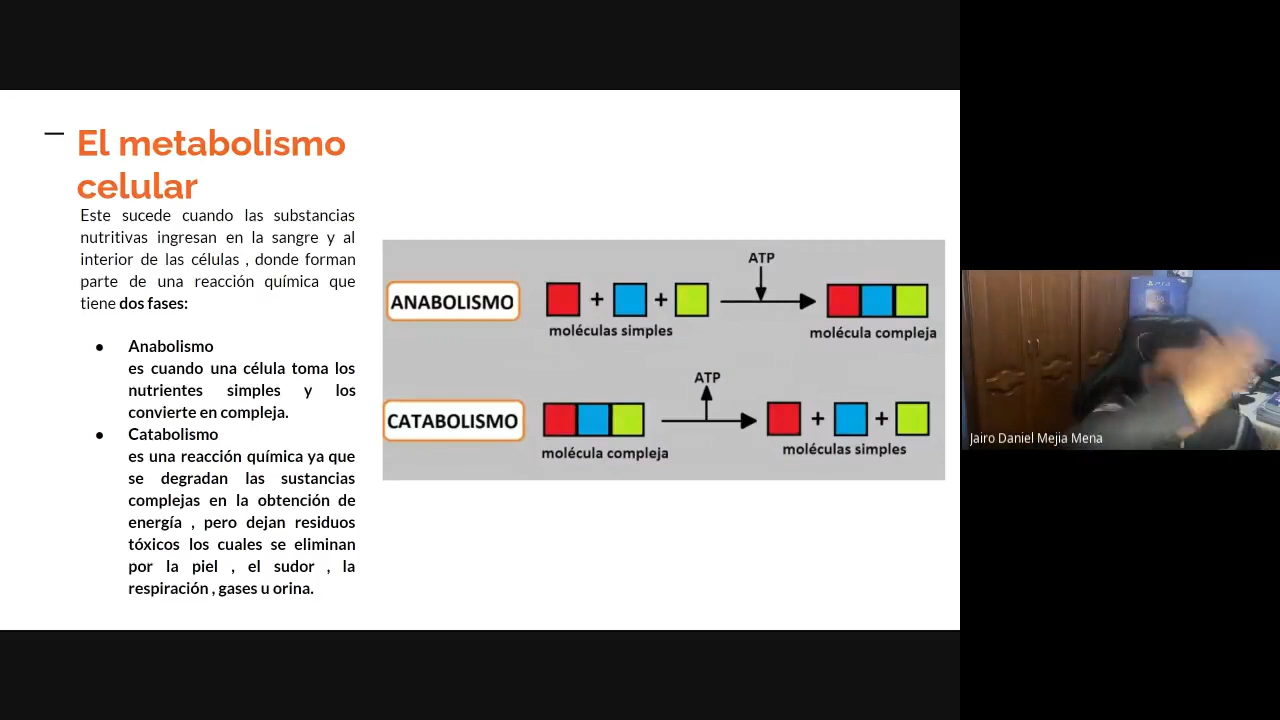 El metabolismo
celular
Este sucede cuando las substancias
nutritivas ingresan en la sangre y al
interior de las células , donde forman
parte de una reacción química que
tiene dos fases:
● Anabolismo
es cuando una célula toma los
nutrientes simples y los
convierte en compleja.
● Catabolismo
es una reacción química ya que
se degradan las sustancias
complejas en la obtención de
energía , pero dejan residuos
tóxicos los cuales se eliminan
por la piel , el sudor , la
respiración , gases u orina.
ATP
ANABOLISMO + +
moléculas simples molécula compleja
ATP
CATABOLISMO + +
molécula compleja moléculas simples
PS4
Jairo Daniel Mejia Mena